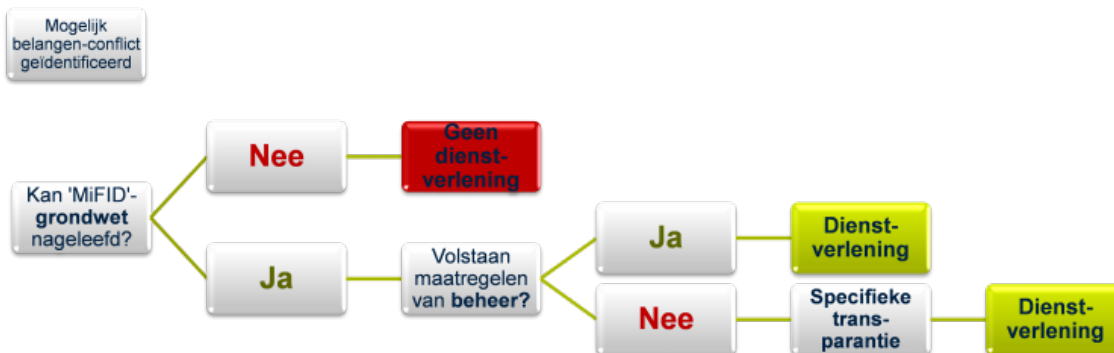 Mogelijk
belangen-conflict
geïdentificeerd
Nee
Geen
dienst-
verlening
Kan 'MiFID'-
grondwet
nageleefd?
Ja
Volstaan
maatregelen
van beheer?
Ja
Dienst-
verlening
Nee
Specifieke
trans-
parantie
Dienst-
verlening